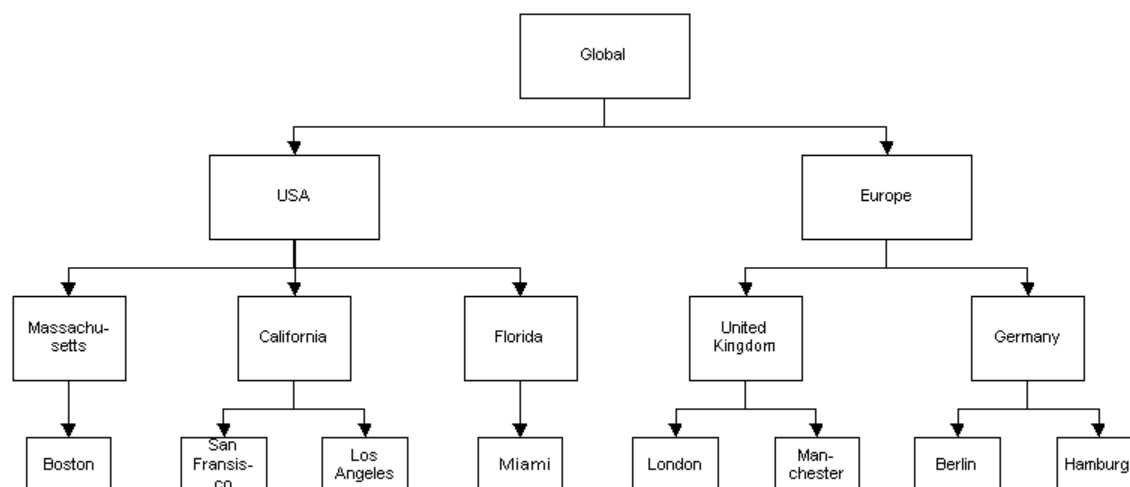 Global
USA
Europe
Massachu-
setts
California
Florida
United
Kingdom
Germany
Boston
San
Fransis-
co
Los
Angeles
Miami
London
Man-
chester
Berlin
Hamburg